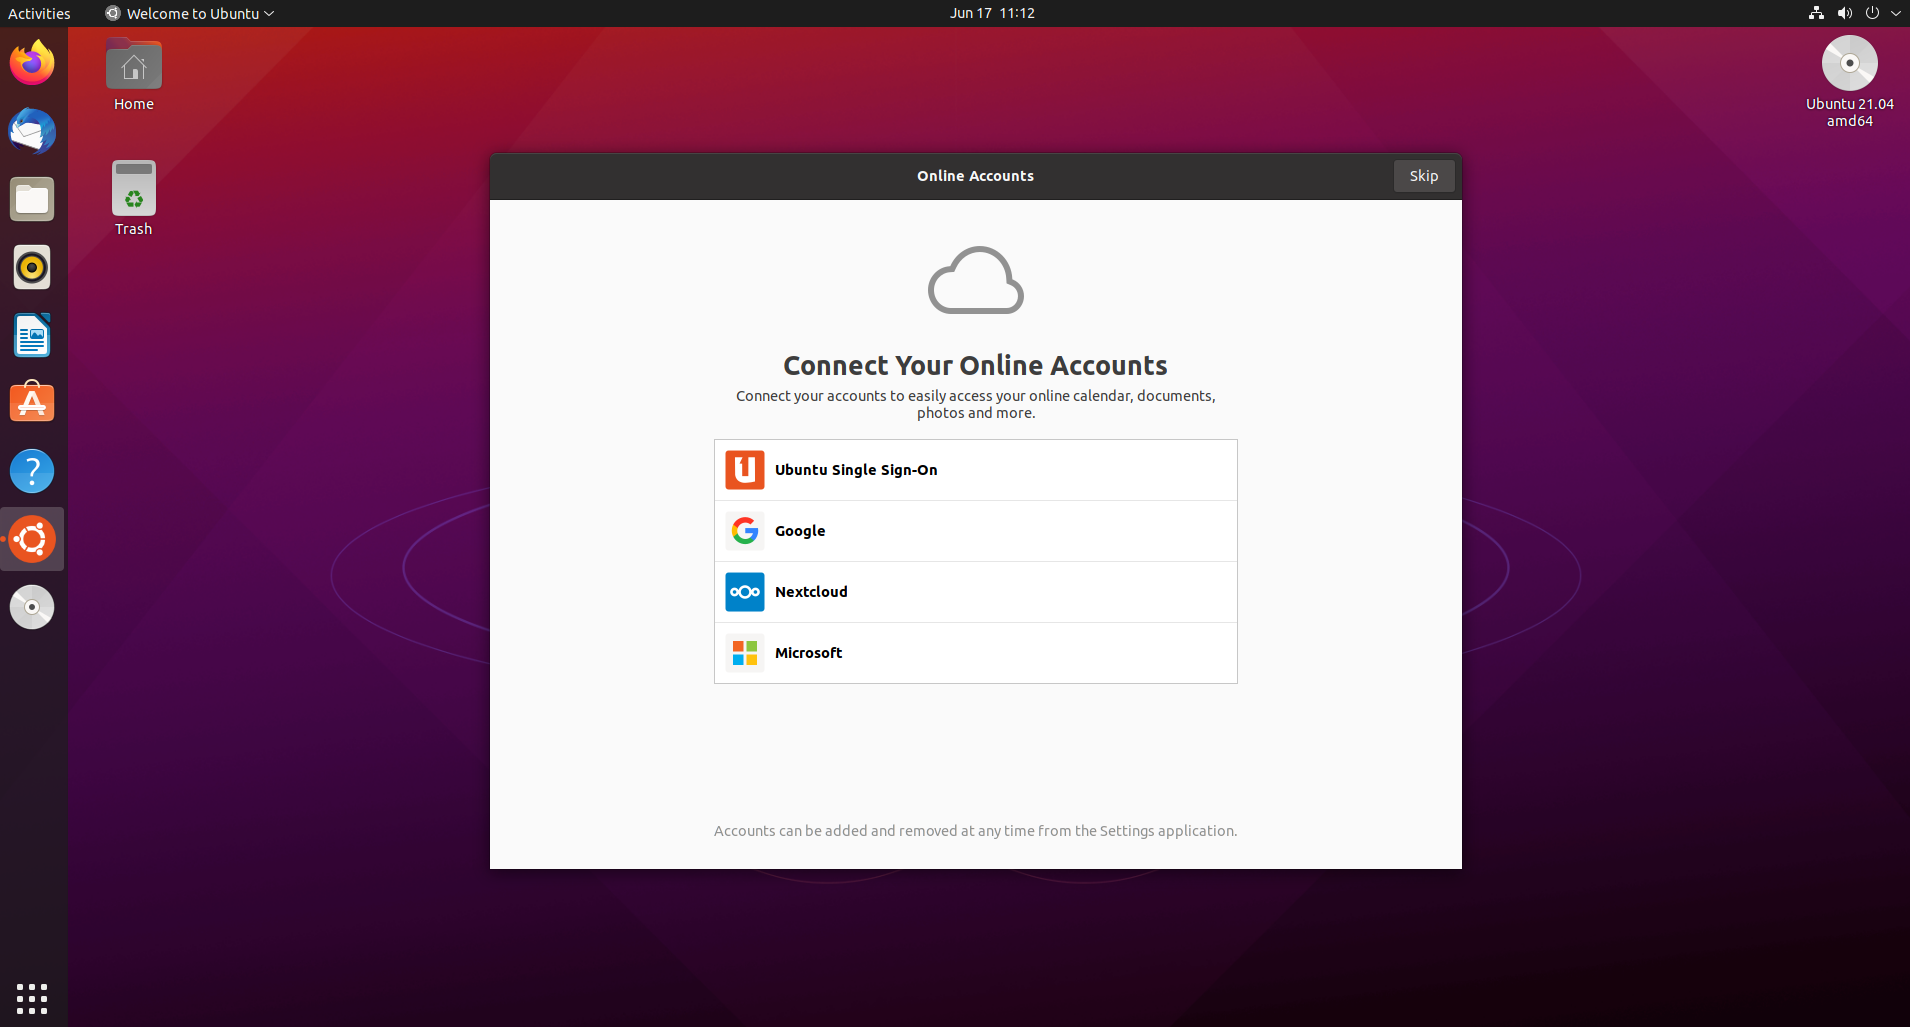 Activities
Welcome to Ubuntu
Jun 17 11:12
Home
Trash
Ubuntu 21.04
amd64
Online Accounts
Skip
Connect Your Online Accounts
Connect your accounts to easily access your online calendar, documents,
photos and more.
Ubuntu Single Sign-On
Google
Nextcloud
Microsoft
Accounts can be added and removed at any time from the Settings application.